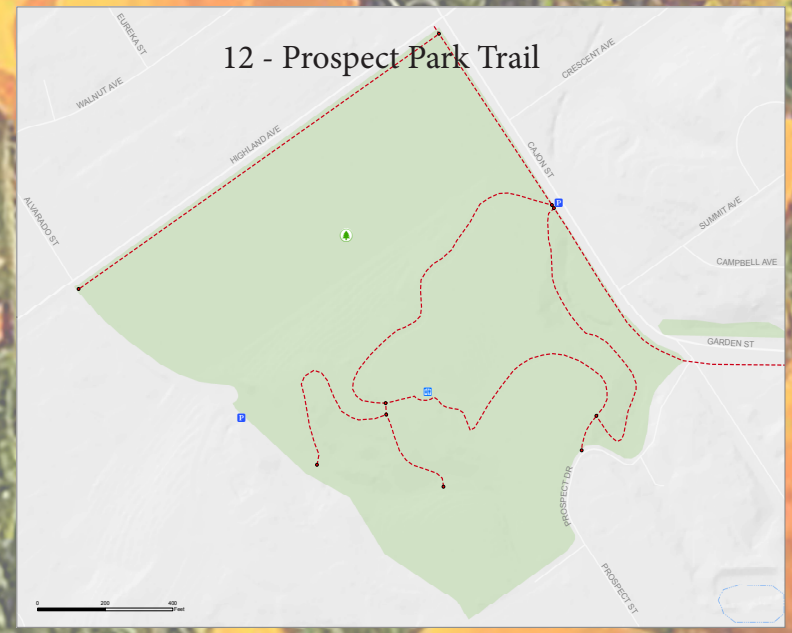 12 - Prospect Park Trail
EUREKA ST
WALNUT AVE
CRESCENT AVE
HIGHLAND AVE
CAJON ST
ALVARADO ST
P
SUMMIT AVE
CAMPBELL AVE
GARDEN ST
P
PROSPECT DR
PROSPECT ST
0 200 400
Feet